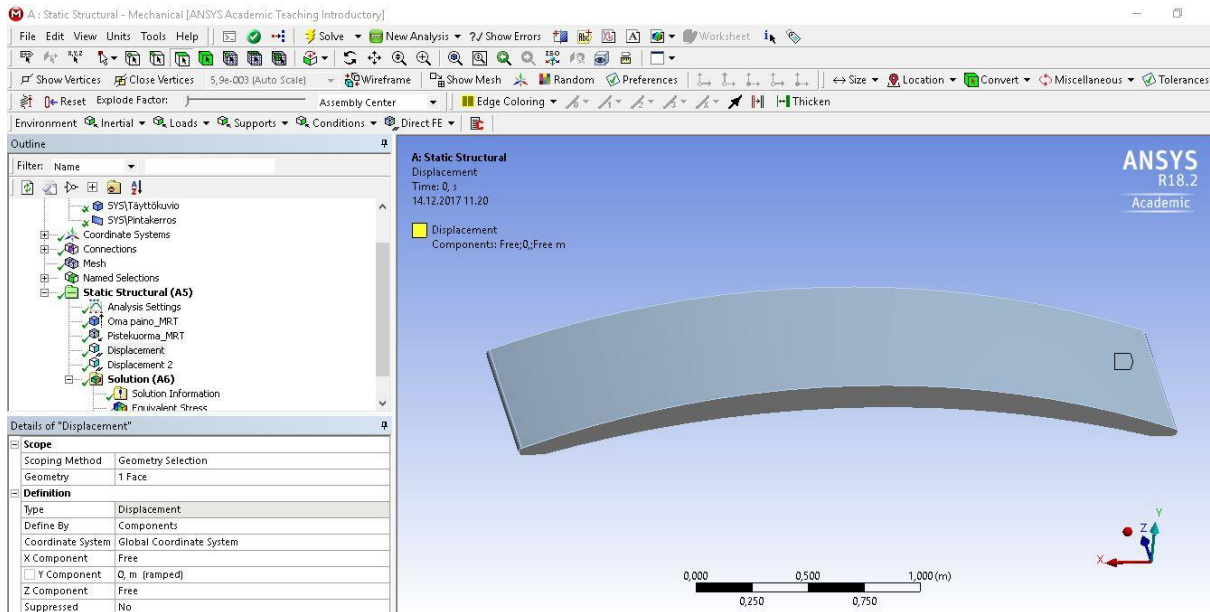 A : Static Structural - Mechanical [ANSYS Academic Teaching Introductory]
File Edit View Units Tools Help Solve New Analysis ?/ Show Errors Worksheet
Show Vertices Close Vertices 5,9e-003 (Auto Scale) Wireframe Show Mesh Random Preferences Size Location Convert Miscellaneous Tolerances
Reset Explode Factor: Assembly Center Edge Coloring Thicken
Environment Inertial Loads Supports Conditions Direct FE
Outline
Filter: Name
SYS\Täyttökuvio
SYS\Pintakerros
Coordinate Systems
Connections
Mesh
Named Selections
Static Structural (A5)
Analysis Settings
Oma paino_MRT
Pistekuorma_MRT
Displacement
Displacement 2
Solution (A6)
Solution Information
Equivalent Stress
Details of "Displacement"
Scope
Scoping Method Geometry Selection
Geometry 1 Face
Definition
Type Displacement
Define By Components
Coordinate System Global Coordinate System
X Component Free
Y Component 0, m (ramped)
Z Component Free
Suppressed No
A: Static Structural
Displacement
Time: 0, s
14.12.2017 11.20
Displacement
Components: Free;0,;Free m
ANSYS
R18.2
Academic
Y
Z
X
0,000 0,500 1,000 (m)
0,250 0,750